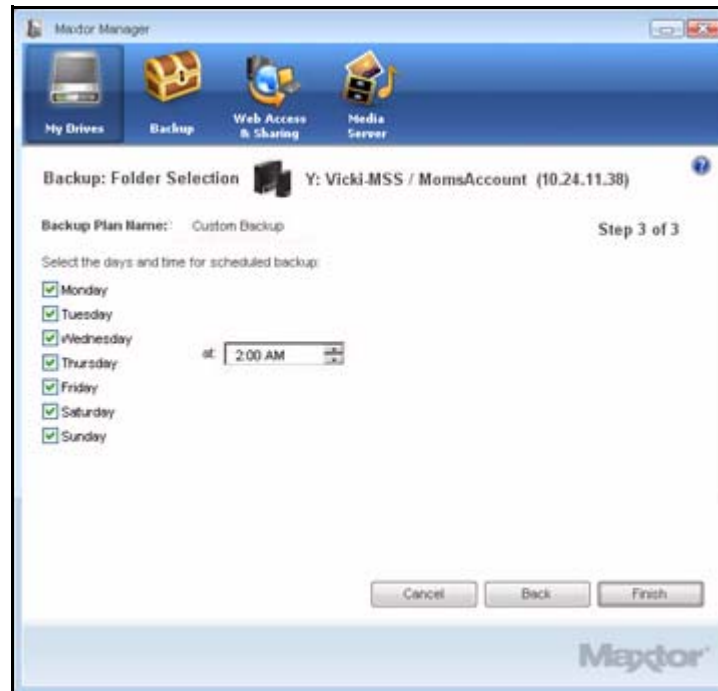 Maxtor Manager
My Drives
Backup
Web Access
& Sharing
Media
Server
Backup: Folder Selection
Y: Vicki-MSS / MomsAccount (10.24.11.38)
?
Backup Plan Name: Custom Backup
Step 3 of 3
Select the days and time for scheduled backup:
Monday
Tuesday
Wednesday
Thursday
Friday
Saturday
Sunday
at: 2:00 AM
Cancel
Back
Finish
Maxtor